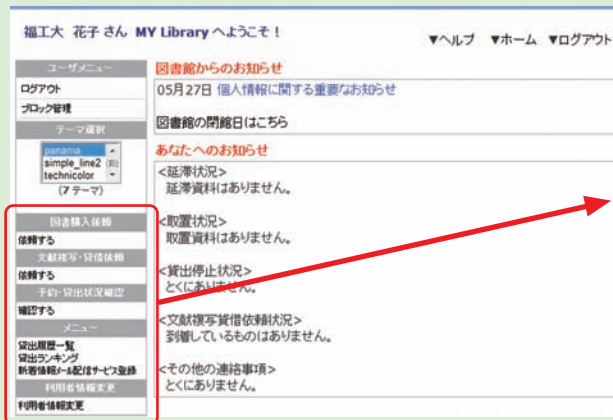 福工大 花子 さん MY Library へようこそ！
▼ヘルプ ▼ホーム ▼ログアウト
ユーザメニュー
ログアウト
ブロック管理
テーマ選択
panama
simple_line2
technicolor
(7 テーマ)
図書購入依頼
依頼する
文献複写・貸借依頼
依頼する
予約・貸出状況確認
確認する
メニュー
貸出履歴一覧
貸出ランキング
新着情報メール配信サービス登録
利用者情報変更
利用者情報変更
図書館からのお知らせ
05月27日 個人情報に関する重要なお知らせ
図書館の閉館日はこちら
あなたへのお知らせ
<延滞状況>
延滞資料はありません。
<取置状況>
取置資料はありません。
<貸出停止状況>
とくにありません。
<文献複写貸借依頼状況>
到着しているものはありません。
<その他の連絡事項>
とくにありません。